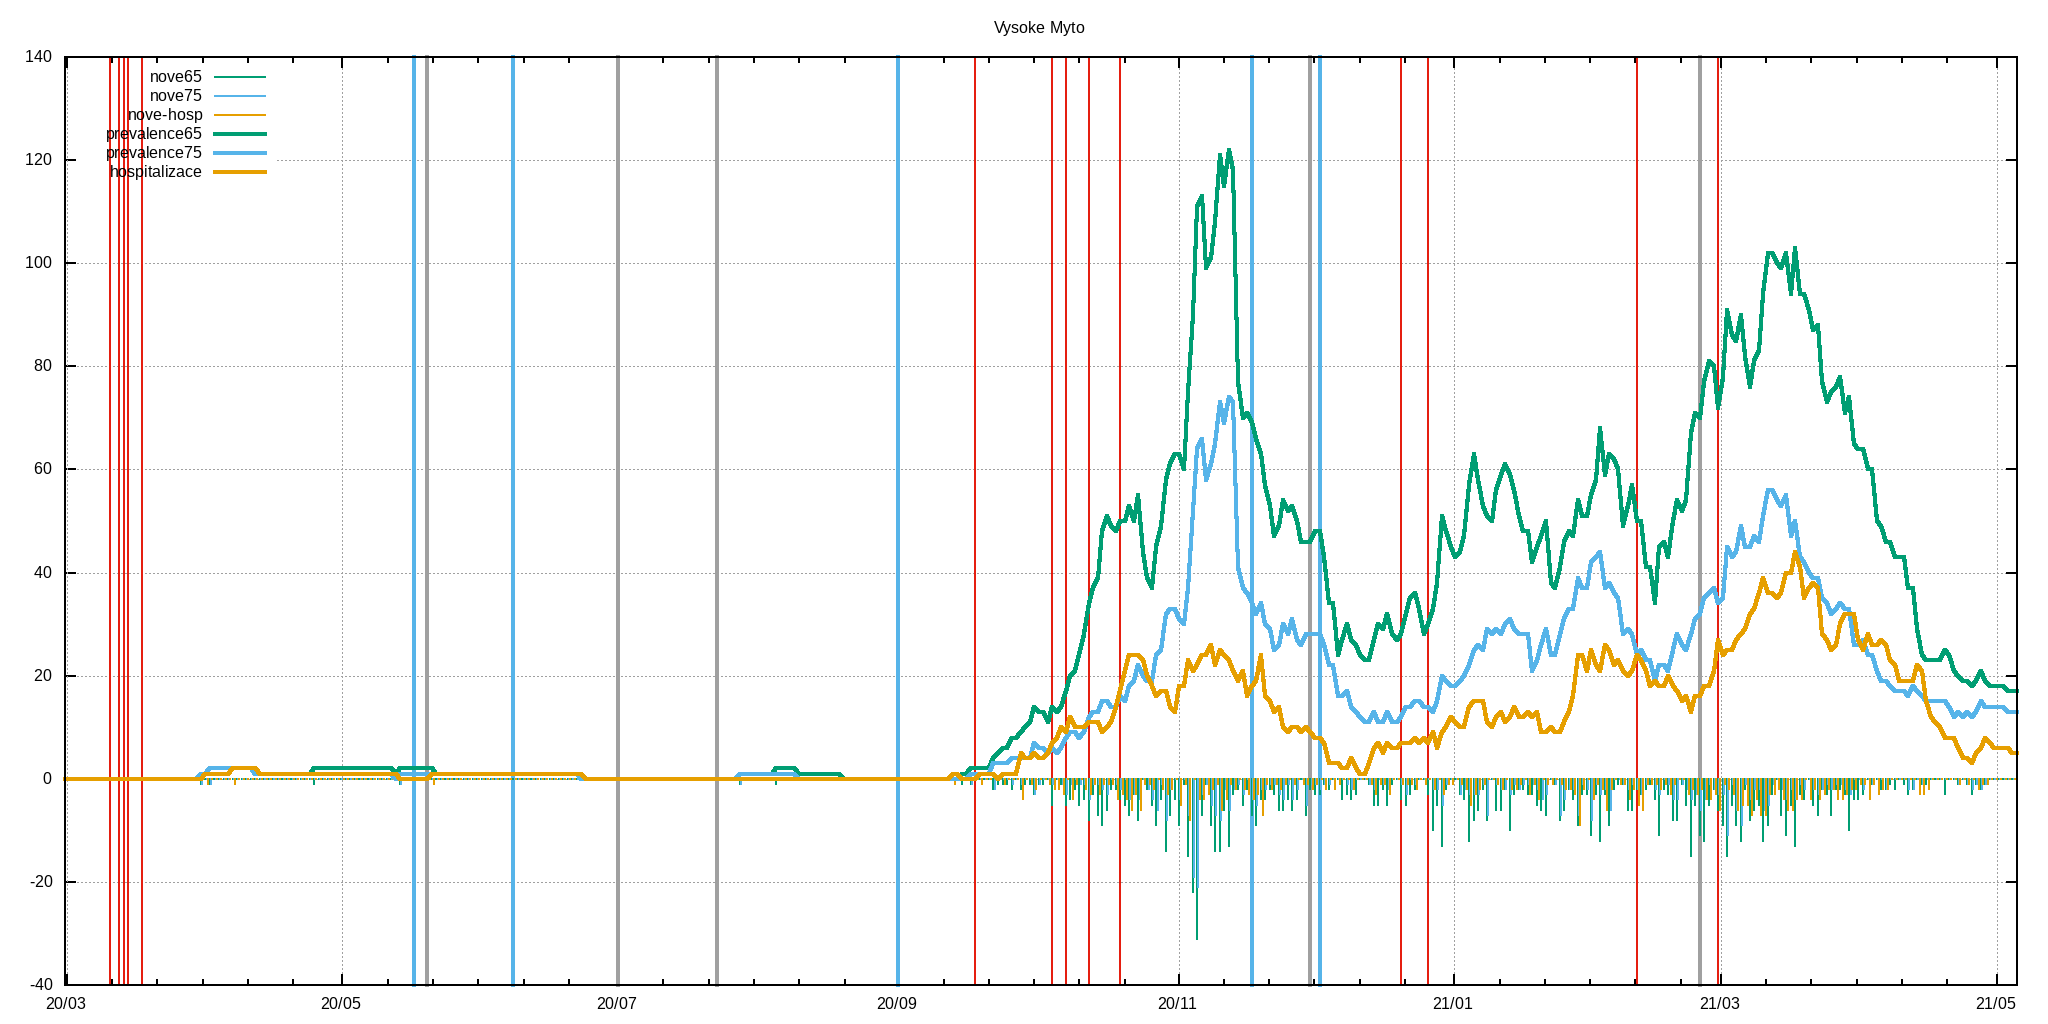 Vysoke Myto
140
120
100
80
60
40
20
0
-20
-40
nove65
nove75
nove-hosp
prevalence65
prevalence75
hospitalizace
20/03 20/05 20/07 20/09 20/11 21/01 21/03 21/05